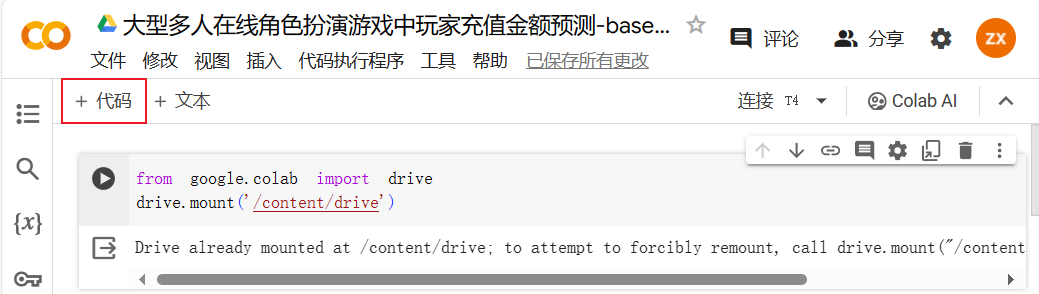 大型多人在线角色扮演游戏中玩家充值金额预测-base...
评论
分享
ZX
文件 修改 视图 插入 代码执行程序 工具 帮助 已保存所有更改
+ 代码 + 文本
连接 T4
Colab AI
from google.colab import drive
drive.mount('/content/drive')
{x}
Drive already mounted at /content/drive; to attempt to forcibly remount, call drive.mount("/content